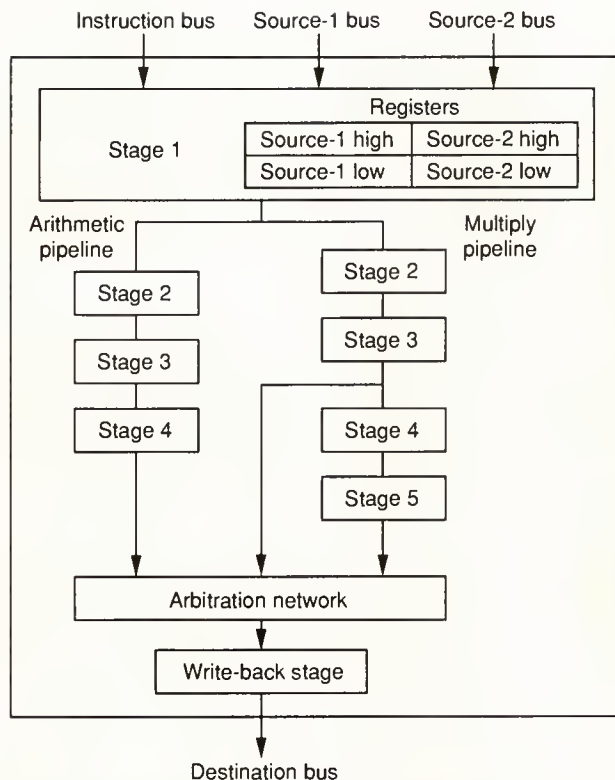 Instruction bus Source-1 bus Source-2 bus
Registers
Stage 1
Source-1 high Source-2 high
Source-1 low Source-2 low
Arithmetic
pipeline
Multiply
pipeline
Stage 2
Stage 3
Stage 4
Stage 2
Stage 3
Stage 4
Stage 5
Arbitration network
Write-back stage
Destination bus